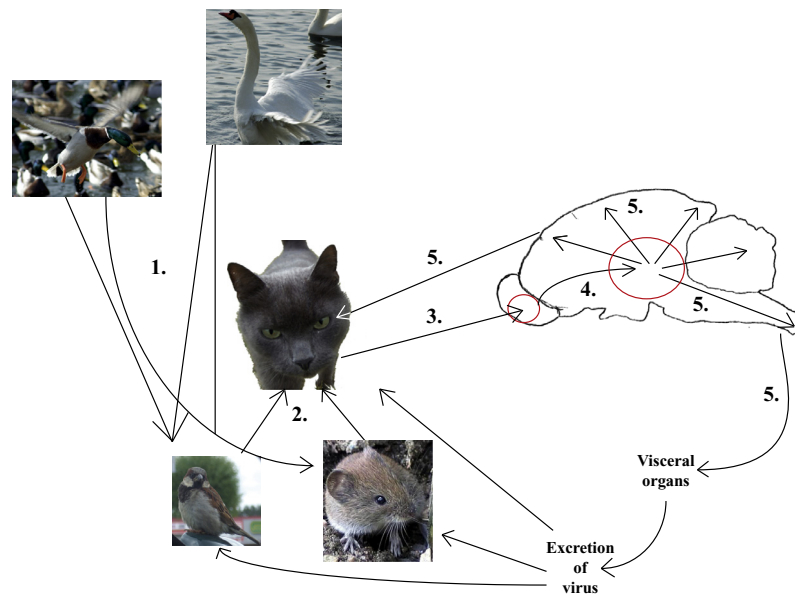 1.
2.
3.
4.
5.
5.
5.
5.
Visceral
organs
Excretion
of
virus